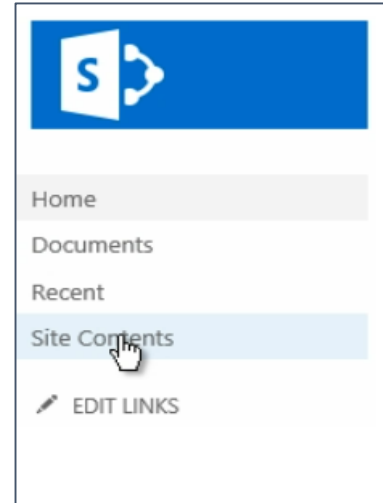 S
Home
Documents
Recent
Site Contents
EDIT LINKS